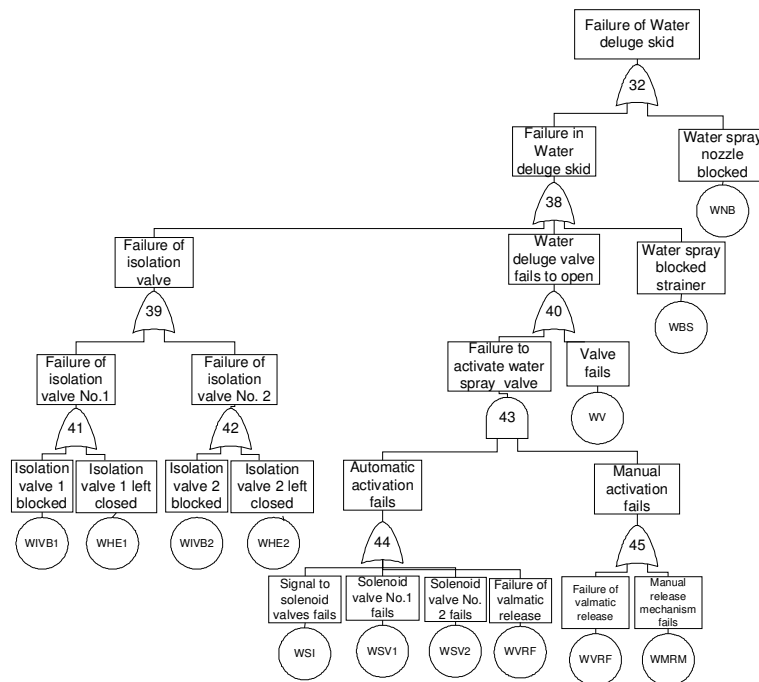 Failure of Water
deluge skid
32
Failure in
Water
deluge skid
Water spray
nozzle
blocked
38
WNB
Failure of
isolation
valve
Water
deluge valve
fails to open
Water spray
blocked
strainer
39
40
WBS
Failure of
isolation
valve No.1
Failure of
isolation
valve No. 2
Failure to
activate water
spray valve
Valve
fails
41
42
43
WV
Isolation
valve 1
blocked
Isolation
valve 1 left
closed
Isolation
valve 2
blocked
Isolation
valve 2 left
closed
Automatic
activation
fails
Manual
activation
fails
WIVB1
WHE1
WIVB2
WHE2
44
45
Signal to
solenoid
valves fails
Solenoid
valve No.1
fails
Solenoid
valve No.
2 fails
Failure of
valmatic
release
Failure of
valmatic
release
Manual
release
mechanism
fails
WSI
WSV1
WSV2
WVRF
WVRF
WMRM